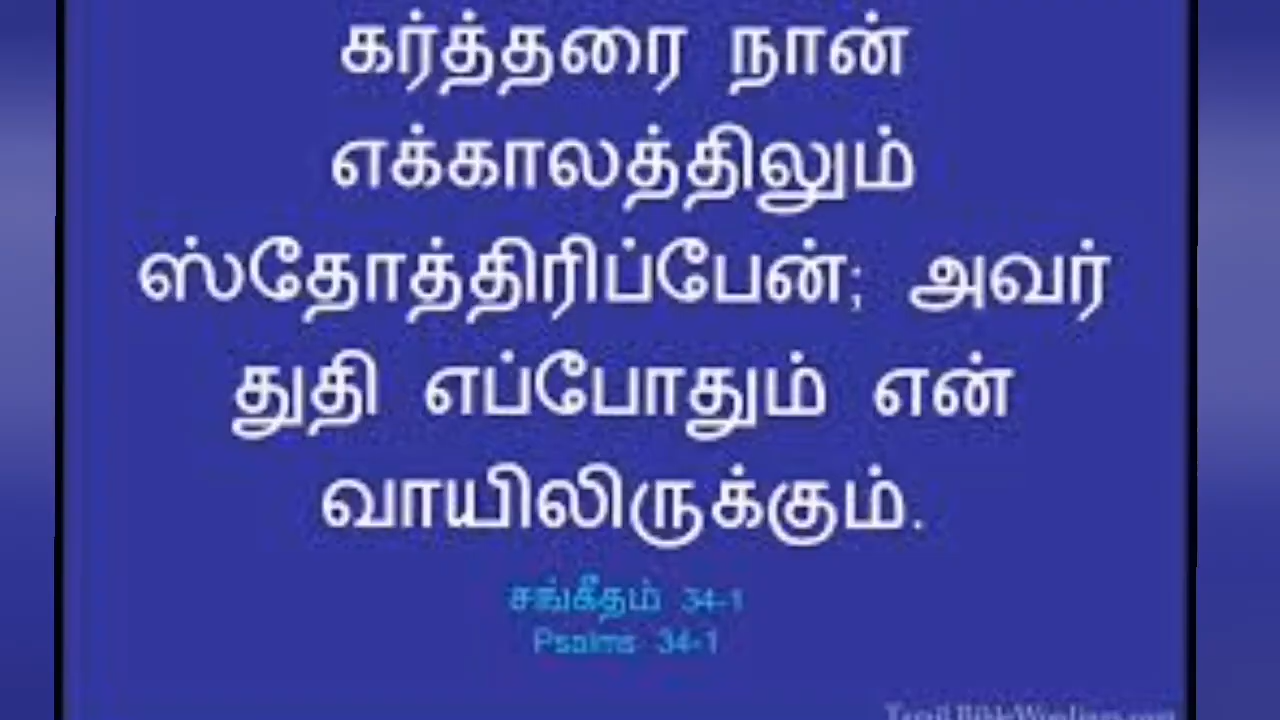 கர்த்தரை நான்
எக்காலத்திலும்
ஸ்தோத்திரிப்பேன்; அவர்
துதி எப்போதும் என்
வாயிலிருக்கும்.
சங்கீதம் 34-1
Psalms 34-1